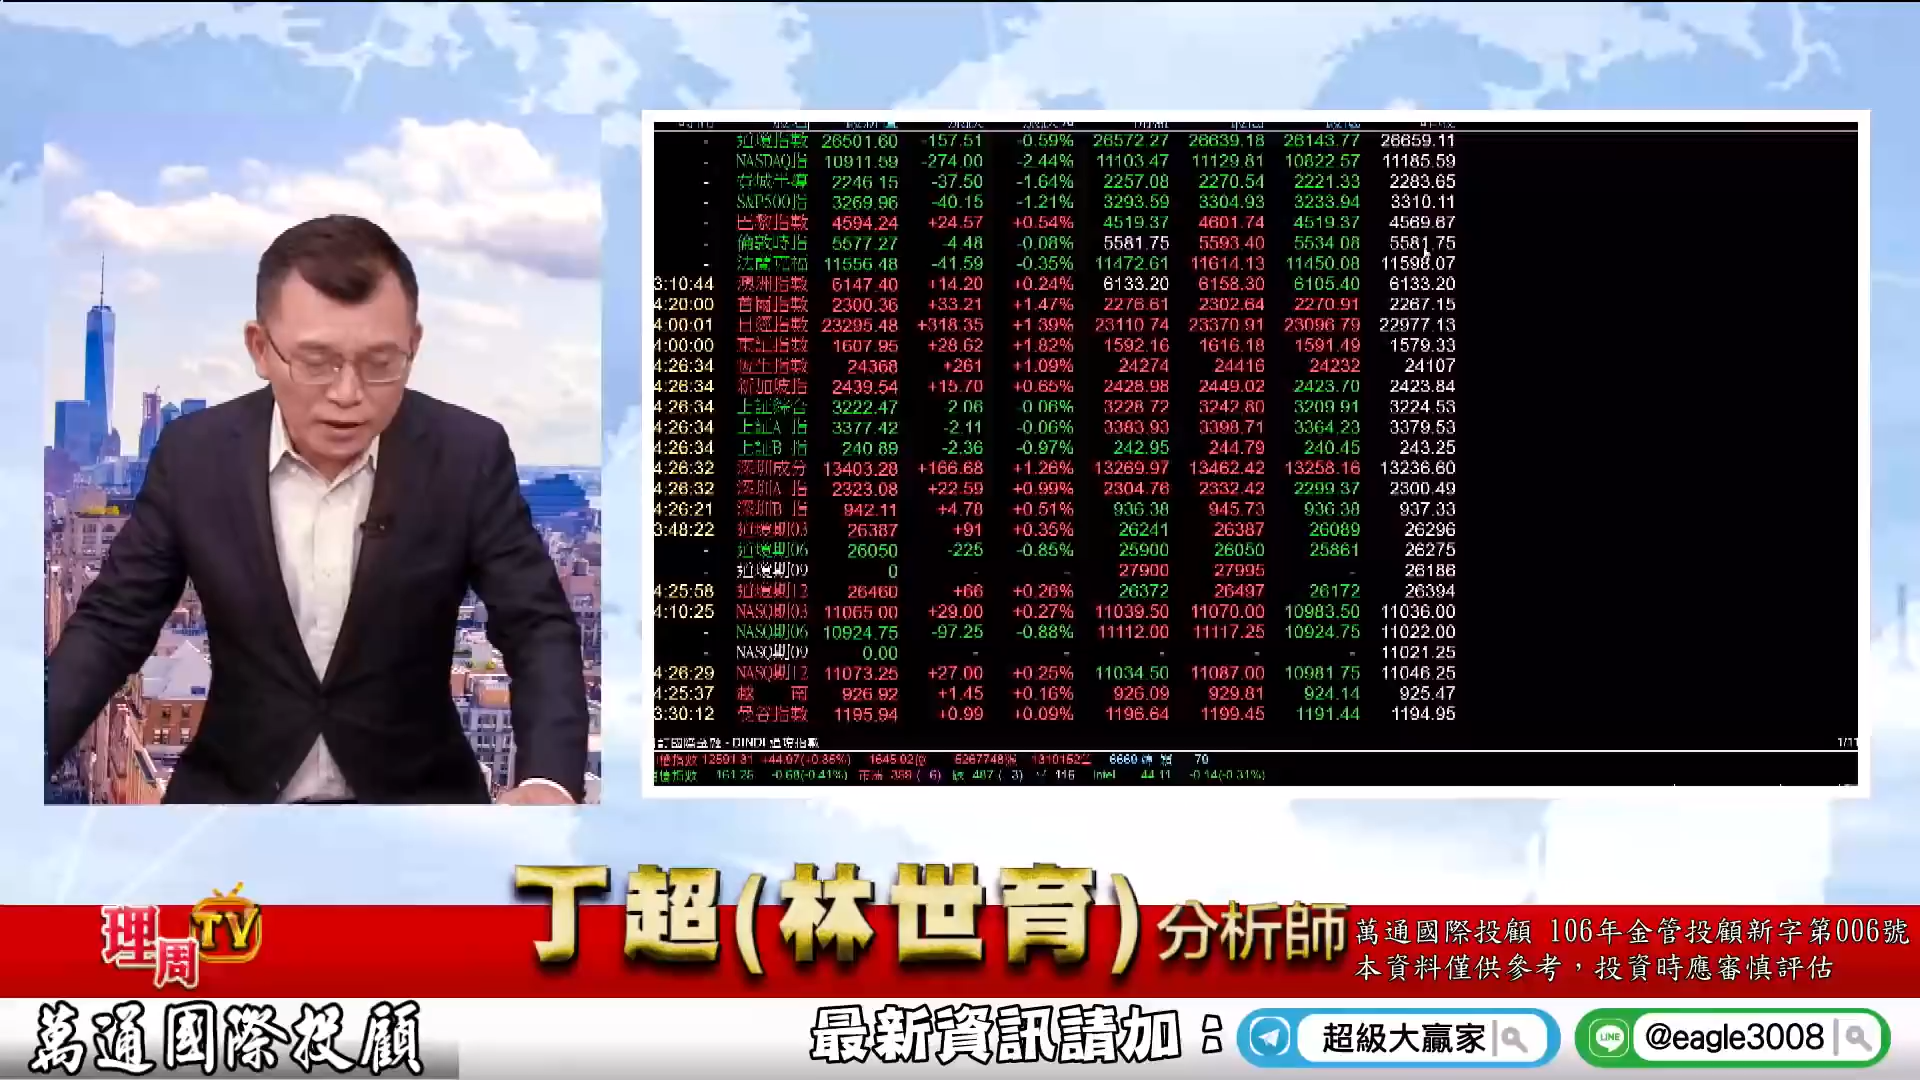 - 道瓊指數 26501.60 -157.51 -0.59% 26572.27 26639.18 26143.77 26659.11
- NASDAQ指 10911.59 -274.00 -2.44% 11103.47 11129.81 10822.57 11185.59
- 費城半導 2246.15 -37.50 -1.64% 2257.08 2270.54 2221.33 2283.65
- S&P500指 3269.96 -40.15 -1.21% 3293.59 3304.93 3233.94 3310.11
- 巴黎指數 4594.24 +24.57 +0.54% 4519.37 4601.74 4519.37 4569.67
- 倫敦時指 5577.27 -4.48 -0.08% 5581.75 5593.40 5534.08 5581.75
- 法蘭克福 11556.48 -41.59 -0.35% 11472.61 11614.13 11450.08 11598.07
3:10:44 澳洲指數 6147.40 +14.20 +0.24% 6133.20 6158.30 6105.40 6133.20
4:20:00 首爾指數 2300.36 +33.21 +1.47% 2276.61 2302.64 2270.91 2267.15
4:00:01 日經指數 23295.48 +318.35 +1.39% 23110.74 23370.91 23096.79 22977.13
4:00:00 東証指數 1607.95 +28.62 +1.82% 1592.16 1616.18 1591.49 1579.33
4:26:34 恆生指數 24368 +261 +1.09% 24274 24416 24232 24107
4:26:34 新加坡指 2439.54 +15.70 +0.65% 2428.98 2449.02 2423.70 2423.84
4:26:34 上証綜合 3222.47 -2.06 -0.06% 3228.72 3242.80 3209.91 3224.53
4:26:34 上証A 指 3377.42 -2.11 -0.06% 3383.93 3398.71 3364.23 3379.53
4:26:34 上証B 指 240.89 -2.36 -0.97% 242.95 244.79 240.45 243.25
4:26:32 深圳成分 13403.28 +166.68 +1.26% 13269.97 13462.42 13258.16 13236.60
4:26:32 深圳A 指 2323.08 +22.59 +0.99% 2304.76 2332.42 2299.37 2300.49
4:26:21 深圳B 指 942.11 +4.78 +0.51% 936.38 945.73 936.38 937.33
3:48:22 道瓊期03 26387 +91 +0.35% 26241 26387 26089 26296
- 道瓊期06 26050 -225 -0.85% 25900 26050 25861 26275
- 道瓊期09 0 - - 27900 27995 - 26186
4:25:58 道瓊期12 26460 +66 +0.26% 26372 26497 26172 26394
4:10:25 NASQ期03 11065.00 +29.00 +0.27% 11039.50 11070.00 10983.50 11036.00
- NASQ期06 10924.75 -97.25 -0.88% 11112.00 11117.25 10924.75 11022.00
- NASQ期09 0.00 - - - - - 11021.25
4:26:29 NASQ期12 11073.25 +27.00 +0.25% 11034.50 11087.00 10981.75 11046.25
4:25:37 越 南 926.92 +1.45 +0.16% 926.09 929.81 924.14 925.47
3:30:12 曼谷指數 1195.94 +0.99 +0.09% 1196.64 1199.45 1191.44 1194.95
國際金融 - DINDI 道瓊指數
丁超(林世育)分析師
理周TV
萬通國際投顧 106年金管投顧新字第006號
本資料僅供參考，投資時應審慎評估
萬通國際投顧
最新資訊請加：
超級大贏家
LINE @eagle3008